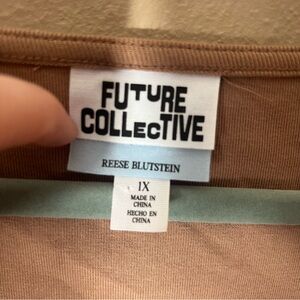 FUTURE
COLLECTIVE
REESE BLUTSTEIN
1X
MADE IN
CHINA
HECHO EN
CHINA